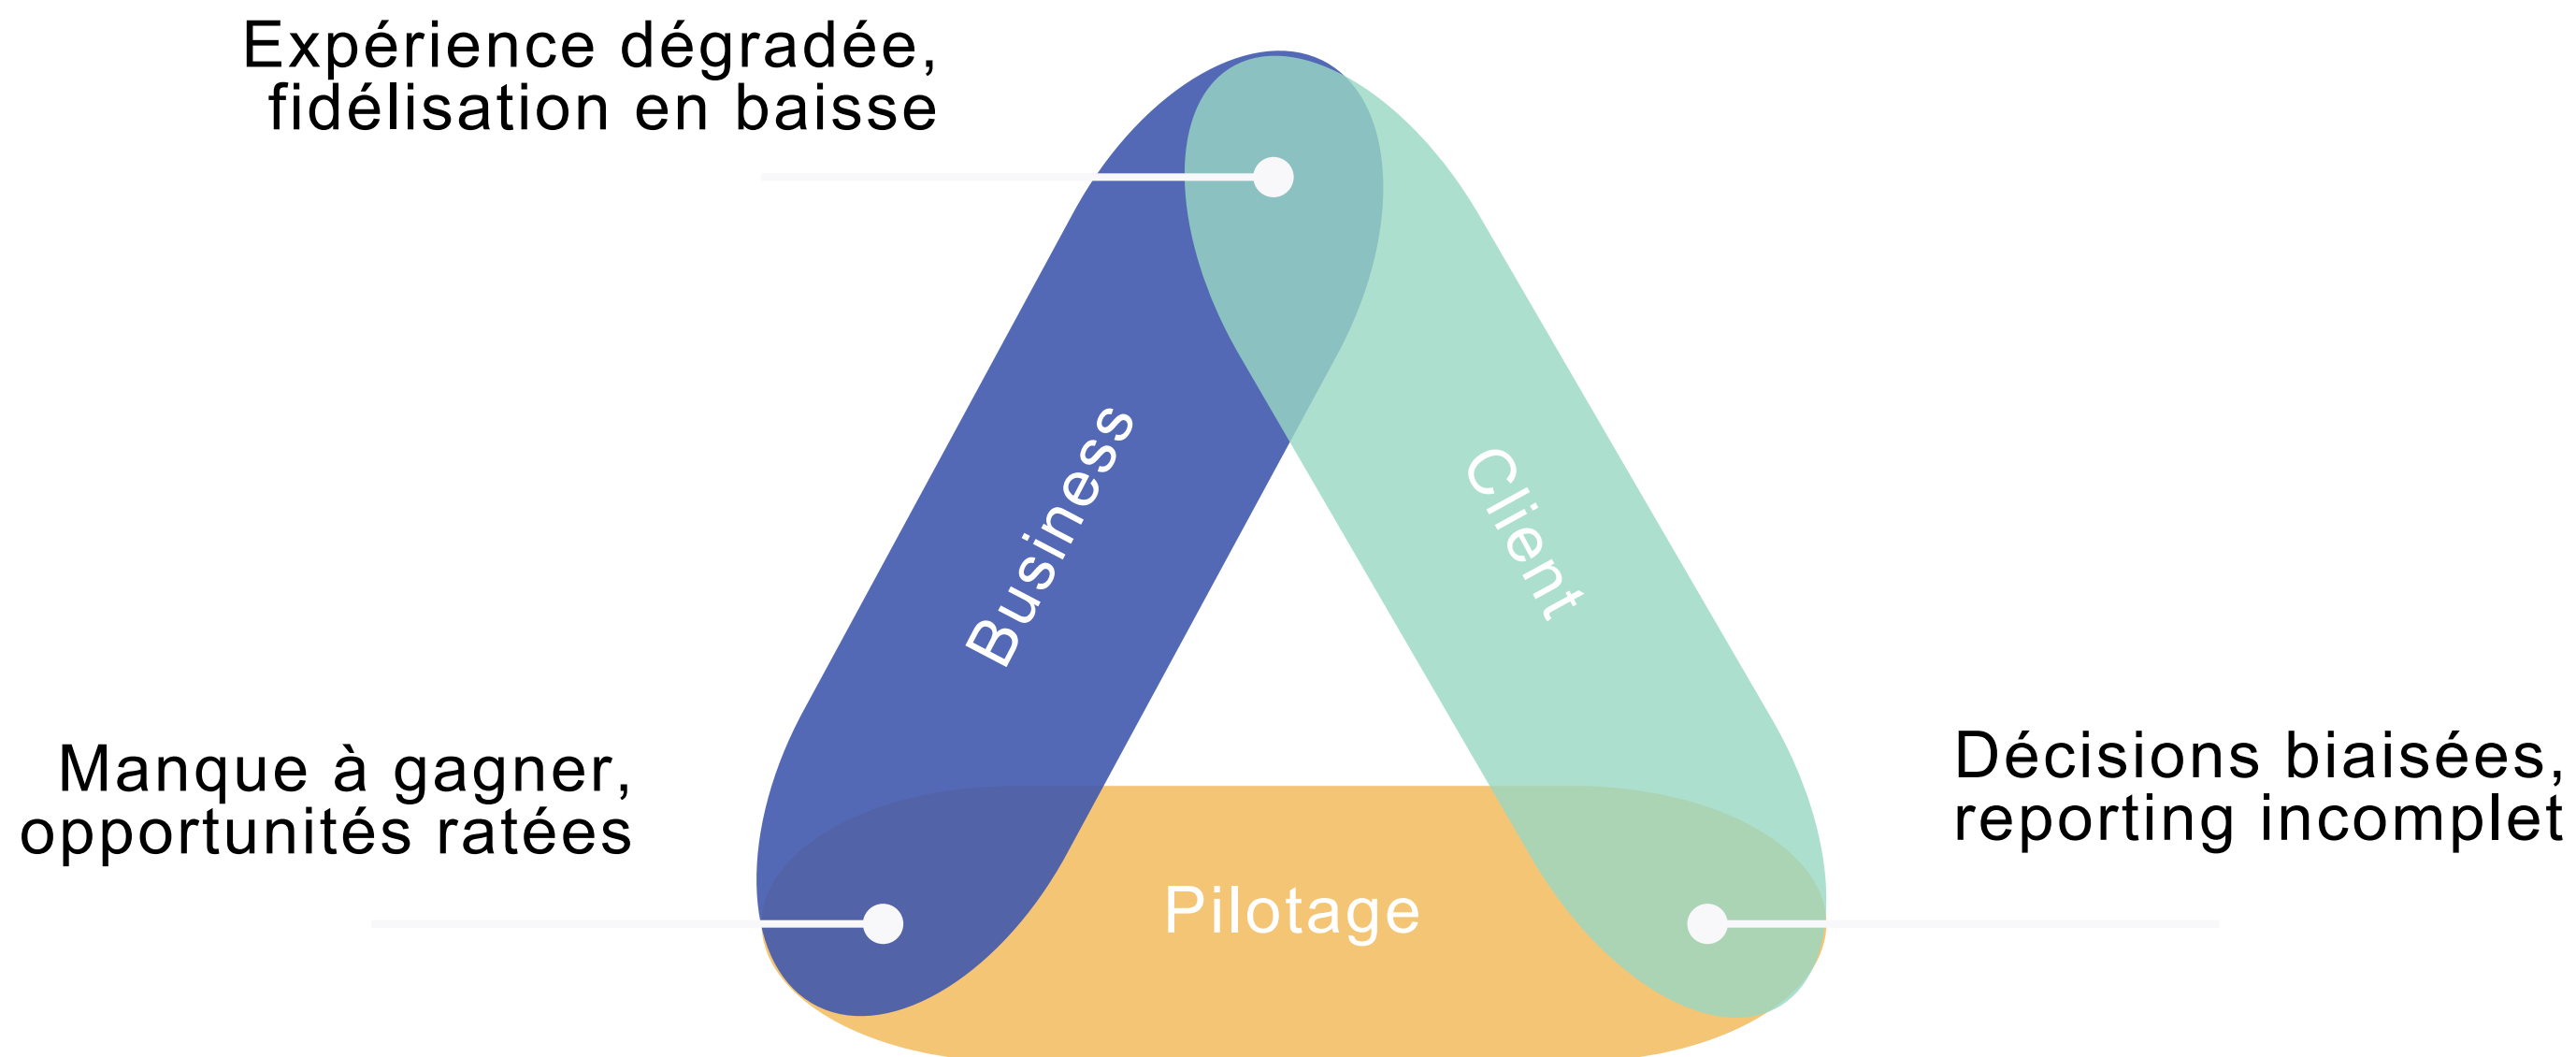 Expérience dégradée,
fidélisation en baisse
Business
Client
Manque à gagner,
opportunités ratées
Décisions biaisées,
reporting incomplet
Pilotage